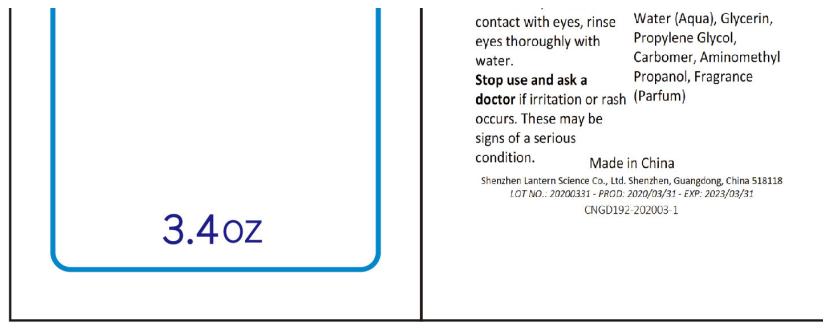 3.4 OZ
contact with eyes, rinse
eyes thoroughly with
water.
Stop use and ask a
doctor if irritation or rash
occurs. These may be
signs of a serious
condition.
Water (Aqua), Glycerin,
Propylene Glycol,
Carbomer, Aminomethyl
Propanol, Fragrance
(Parfum)
Made in China
Shenzhen Lantern Science Co., Ltd. Shenzhen, Guangdong, China 518118
LOT NO.: 20200331 - PROD: 2020/03/31 - EXP: 2023/03/31
CNGD192-202003-1